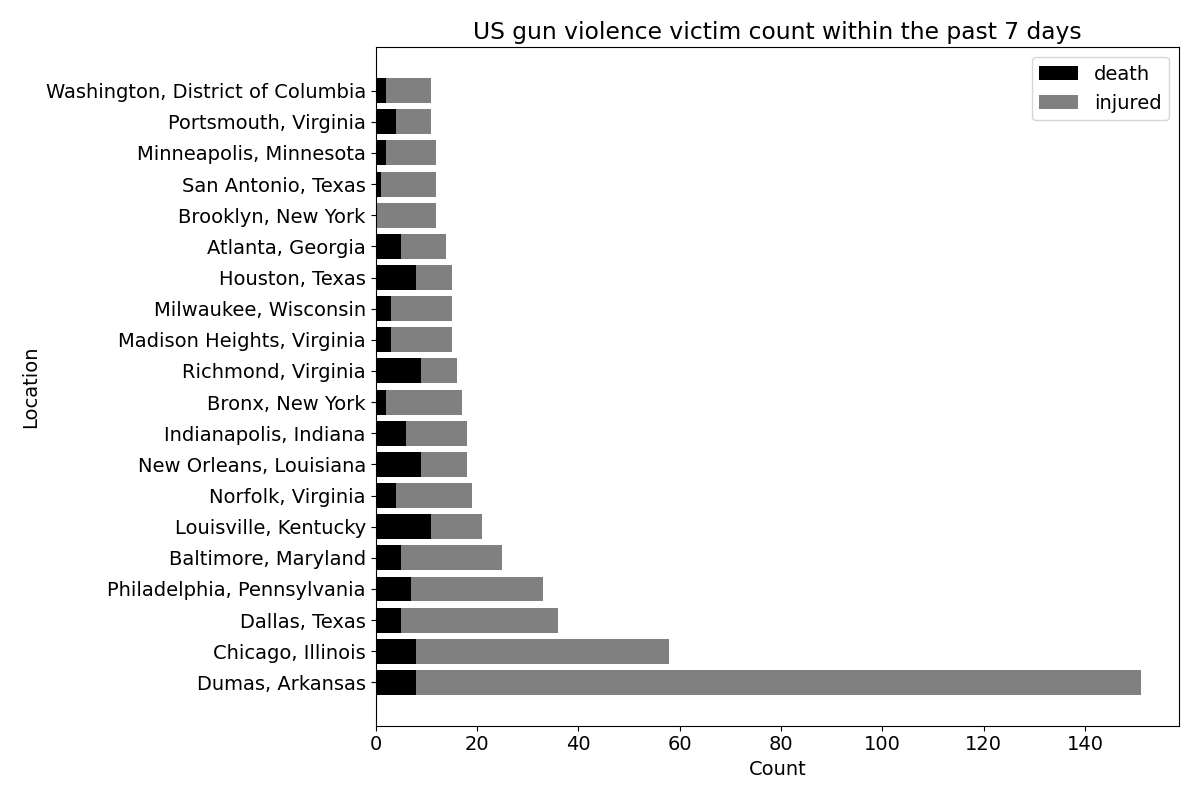 US gun violence victim count within the past 7 days
death
injured
Washington, District of Columbia
Portsmouth, Virginia
Minneapolis, Minnesota
San Antonio, Texas
Brooklyn, New York
Atlanta, Georgia
Houston, Texas
Milwaukee, Wisconsin
Madison Heights, Virginia
Richmond, Virginia
Bronx, New York
Indianapolis, Indiana
New Orleans, Louisiana
Norfolk, Virginia
Louisville, Kentucky
Baltimore, Maryland
Philadelphia, Pennsylvania
Dallas, Texas
Chicago, Illinois
Dumas, Arkansas
Location
0 20 40 60 80 100 120 140
Count